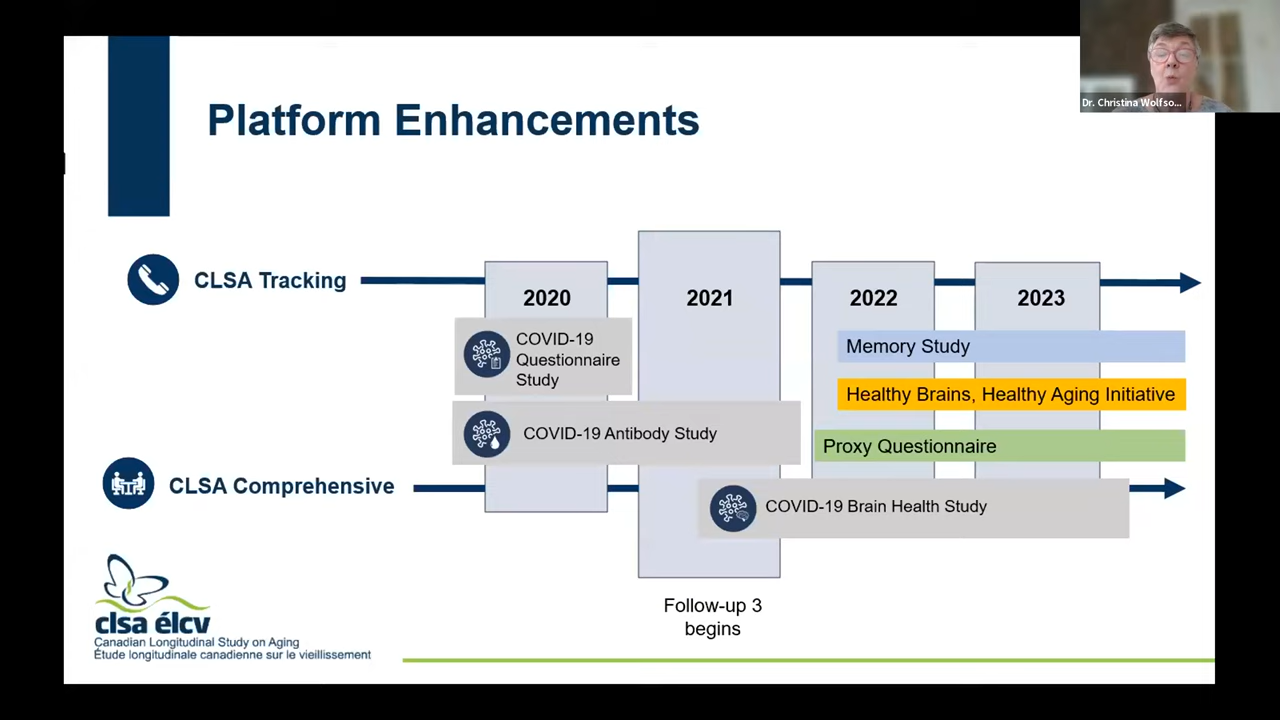 Dr. Christina Wolfso...
Platform Enhancements
CLSA Tracking
2020
2021
2022
2023
COVID-19
Questionnaire
Study
Memory Study
Healthy Brains, Healthy Aging Initiative
COVID-19 Antibody Study
Proxy Questionnaire
CLSA Comprehensive
COVID-19 Brain Health Study
Follow-up 3
begins
clsa élcv
Canadian Longitudinal Study on Aging
Étude longitudinale canadienne sur le vieillissement